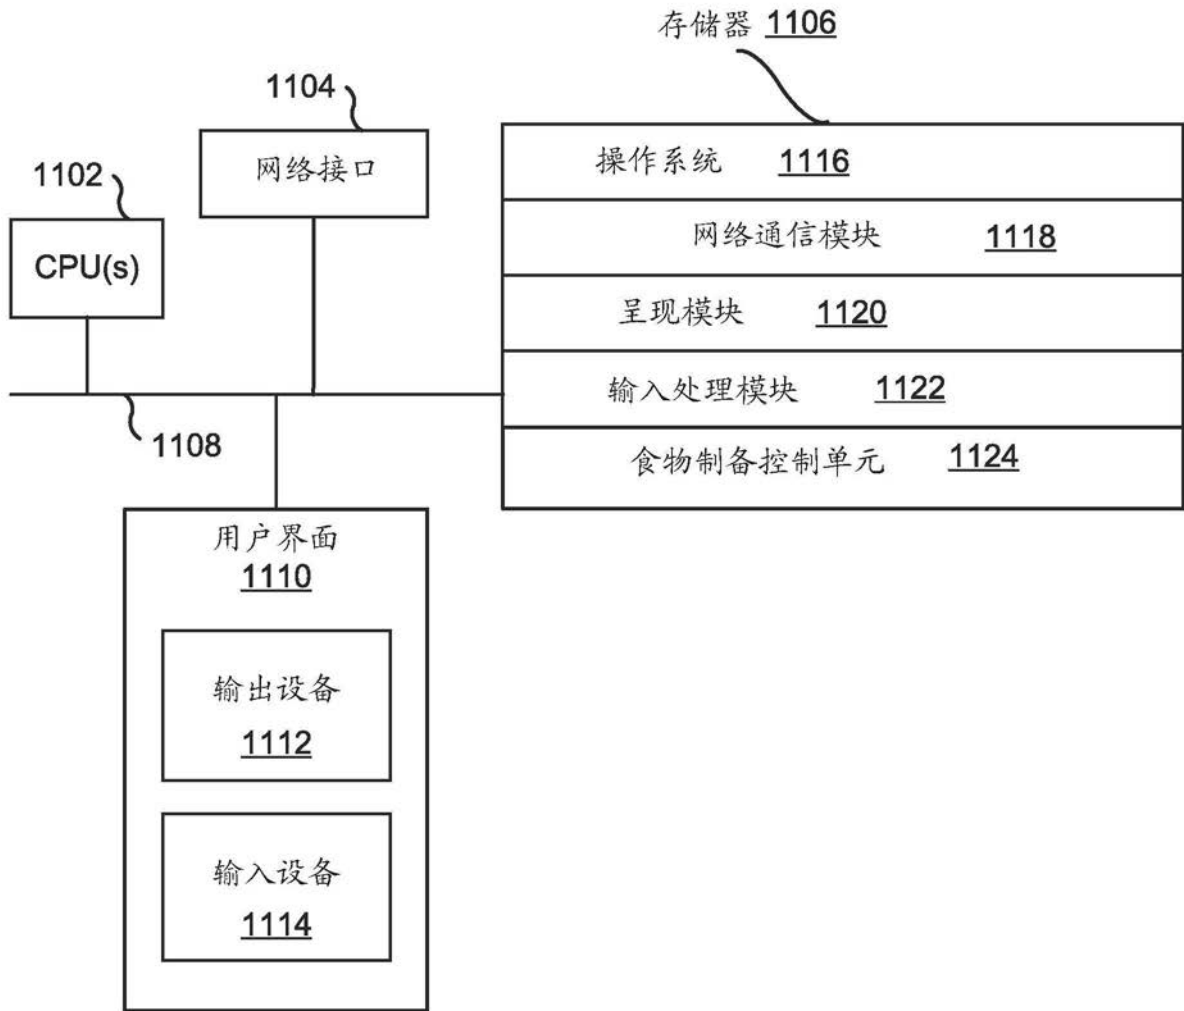 存储器 1106
1104
网络接口
1102
CPU(s)
操作系统 1116
网络通信模块 1118
呈现模块 1120
输入处理模块 1122
食物制备控制单元 1124
1108
用户界面
1110
输出设备
1112
输入设备
1114